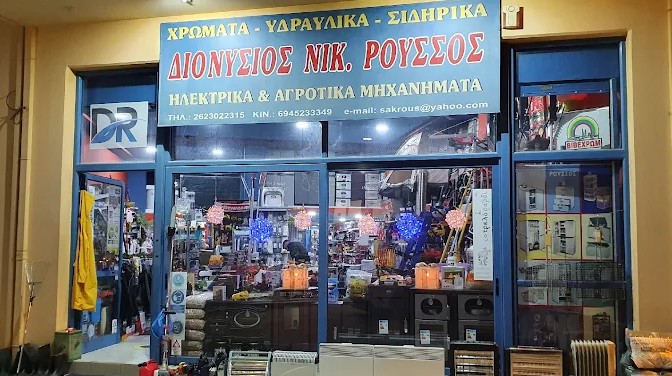 ΧΡΩΜΑΤΑ - ΥΔΡΑΥΛΙΚΑ - ΣΙΔΗΡΙΚΑ
ΔΙΟΝΥΣΙΟΣ ΝΙΚ. ΡΟΥΣΣΟΣ
ΗΛΕΚΤΡΙΚΑ & ΑΓΡΟΤΙΚΑ ΜΗΧΑΝΗΜΑΤΑ
ΤΗΛ.: 2623022315 ΚΙΝ.: 6945233349 e-mail: sakrous@yahoo.com
DR
ΒΙΒΕΧΡΩΜ
ΡΟΥΣΣΟΣ